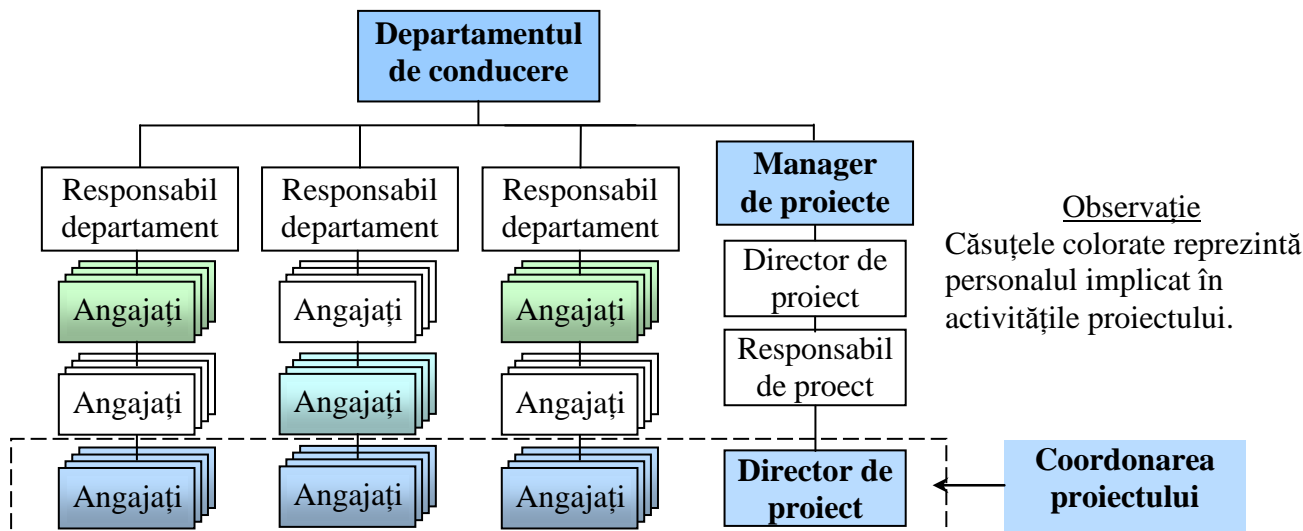 Departamentul
de conducere
Responsabil
departament
Responsabil
departament
Responsabil
departament
Manager
de proiecte
Angajați
Angajați
Angajați
Director de
proiect
Observație
Căsuțele colorate reprezintă
personalul implicat în
activitățile proiectului.
Angajați
Angajați
Angajați
Responsabil
de proect
Angajați
Angajați
Angajați
Director de
proiect
Coordonarea
proiectului